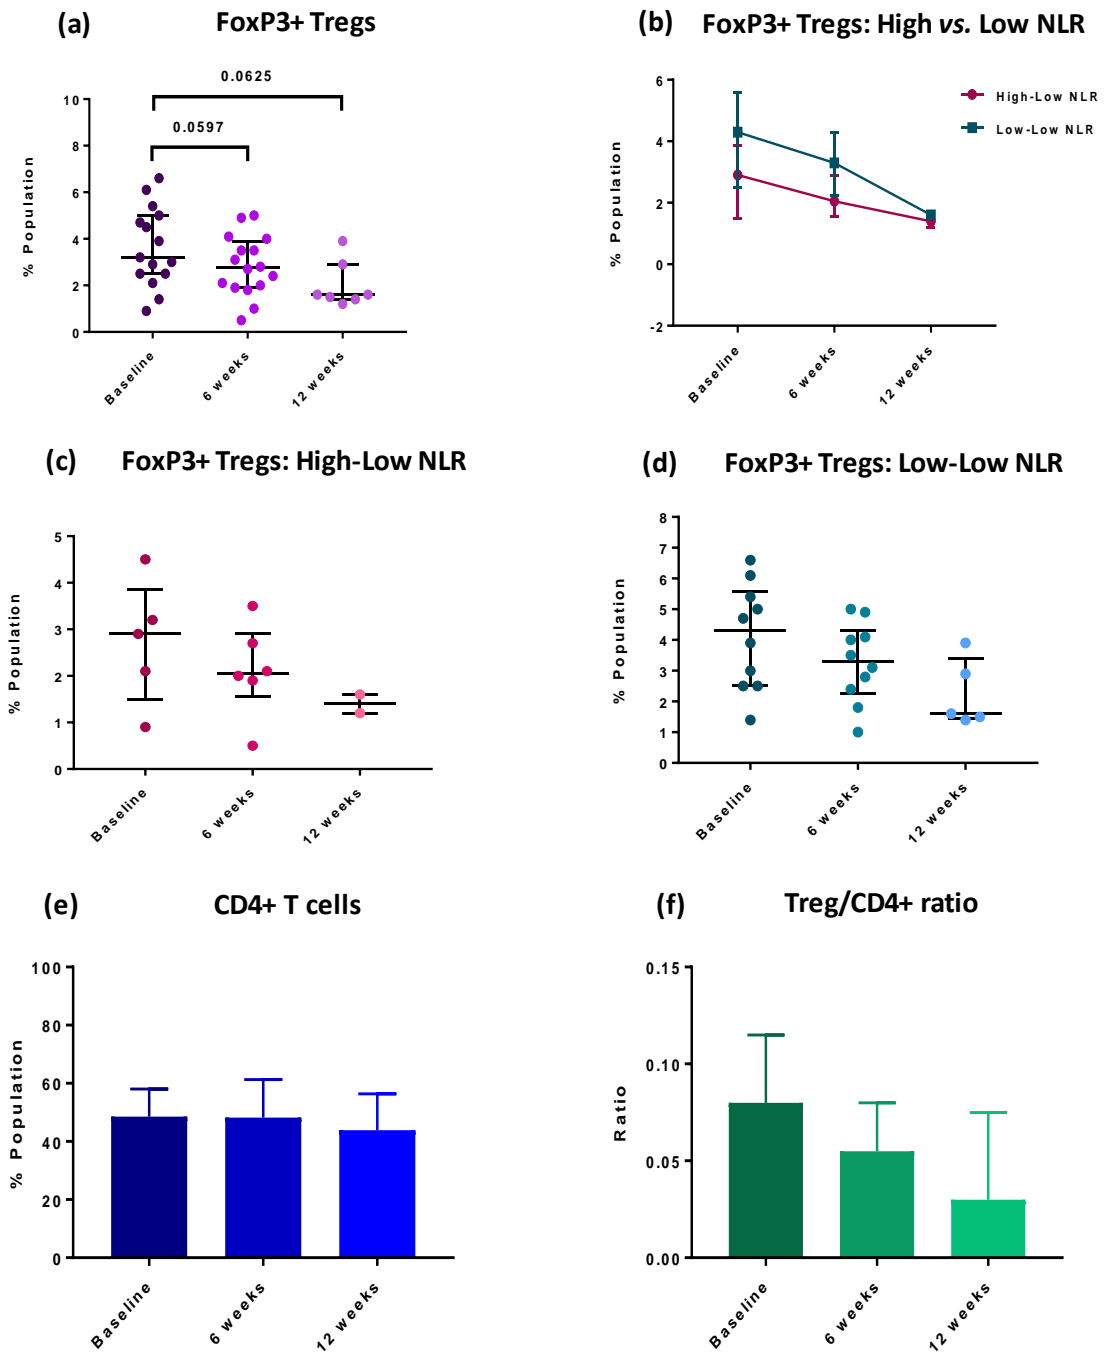 (a) FoxP3+ Tregs
0.0625
0.0597
% Population
10
8
6
4
2
0
Baseline
6 weeks
12 weeks
(b) FoxP3+ Tregs: High vs. Low NLR
% Population
6
4
2
0
-2
Baseline
6 weeks
12 weeks
High-Low NLR
Low-Low NLR
(c) FoxP3+ Tregs: High-Low NLR
% Population
5
4
3
2
1
0
Baseline
6 weeks
12 weeks
(d) FoxP3+ Tregs: Low-Low NLR
% Population
8
7
6
5
4
3
2
1
0
Baseline
6 weeks
12 weeks
(e) CD4+ T cells
% Population
100
80
60
40
20
0
Baseline
6 weeks
12 weeks
(f) Treg/CD4+ ratio
Ratio
0.15
0.10
0.05
0.00
Baseline
6 weeks
12 weeks